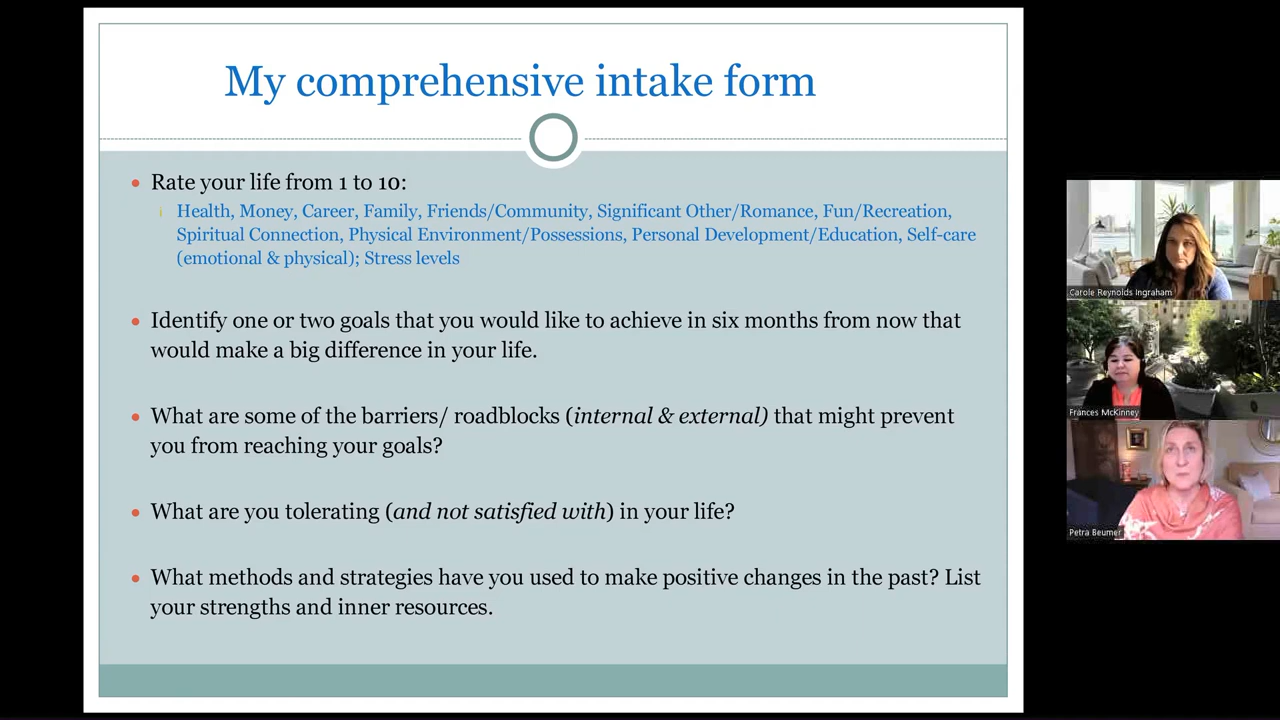 My comprehensive intake form
• Rate your life from 1 to 10:
Health, Money, Career, Family, Friends/Community, Significant Other/Romance, Fun/Recreation,
Spiritual Connection, Physical Environment/Possessions, Personal Development/Education, Self-care
(emotional & physical); Stress levels
• Identify one or two goals that you would like to achieve in six months from now that
would make a big difference in your life.
• What are some of the barriers/ roadblocks (internal & external) that might prevent
you from reaching your goals?
• What are you tolerating (and not satisfied with) in your life?
• What methods and strategies have you used to make positive changes in the past? List
your strengths and inner resources.
Carole Reynolds Ingraham
Frances McKinney
Petra Beumer